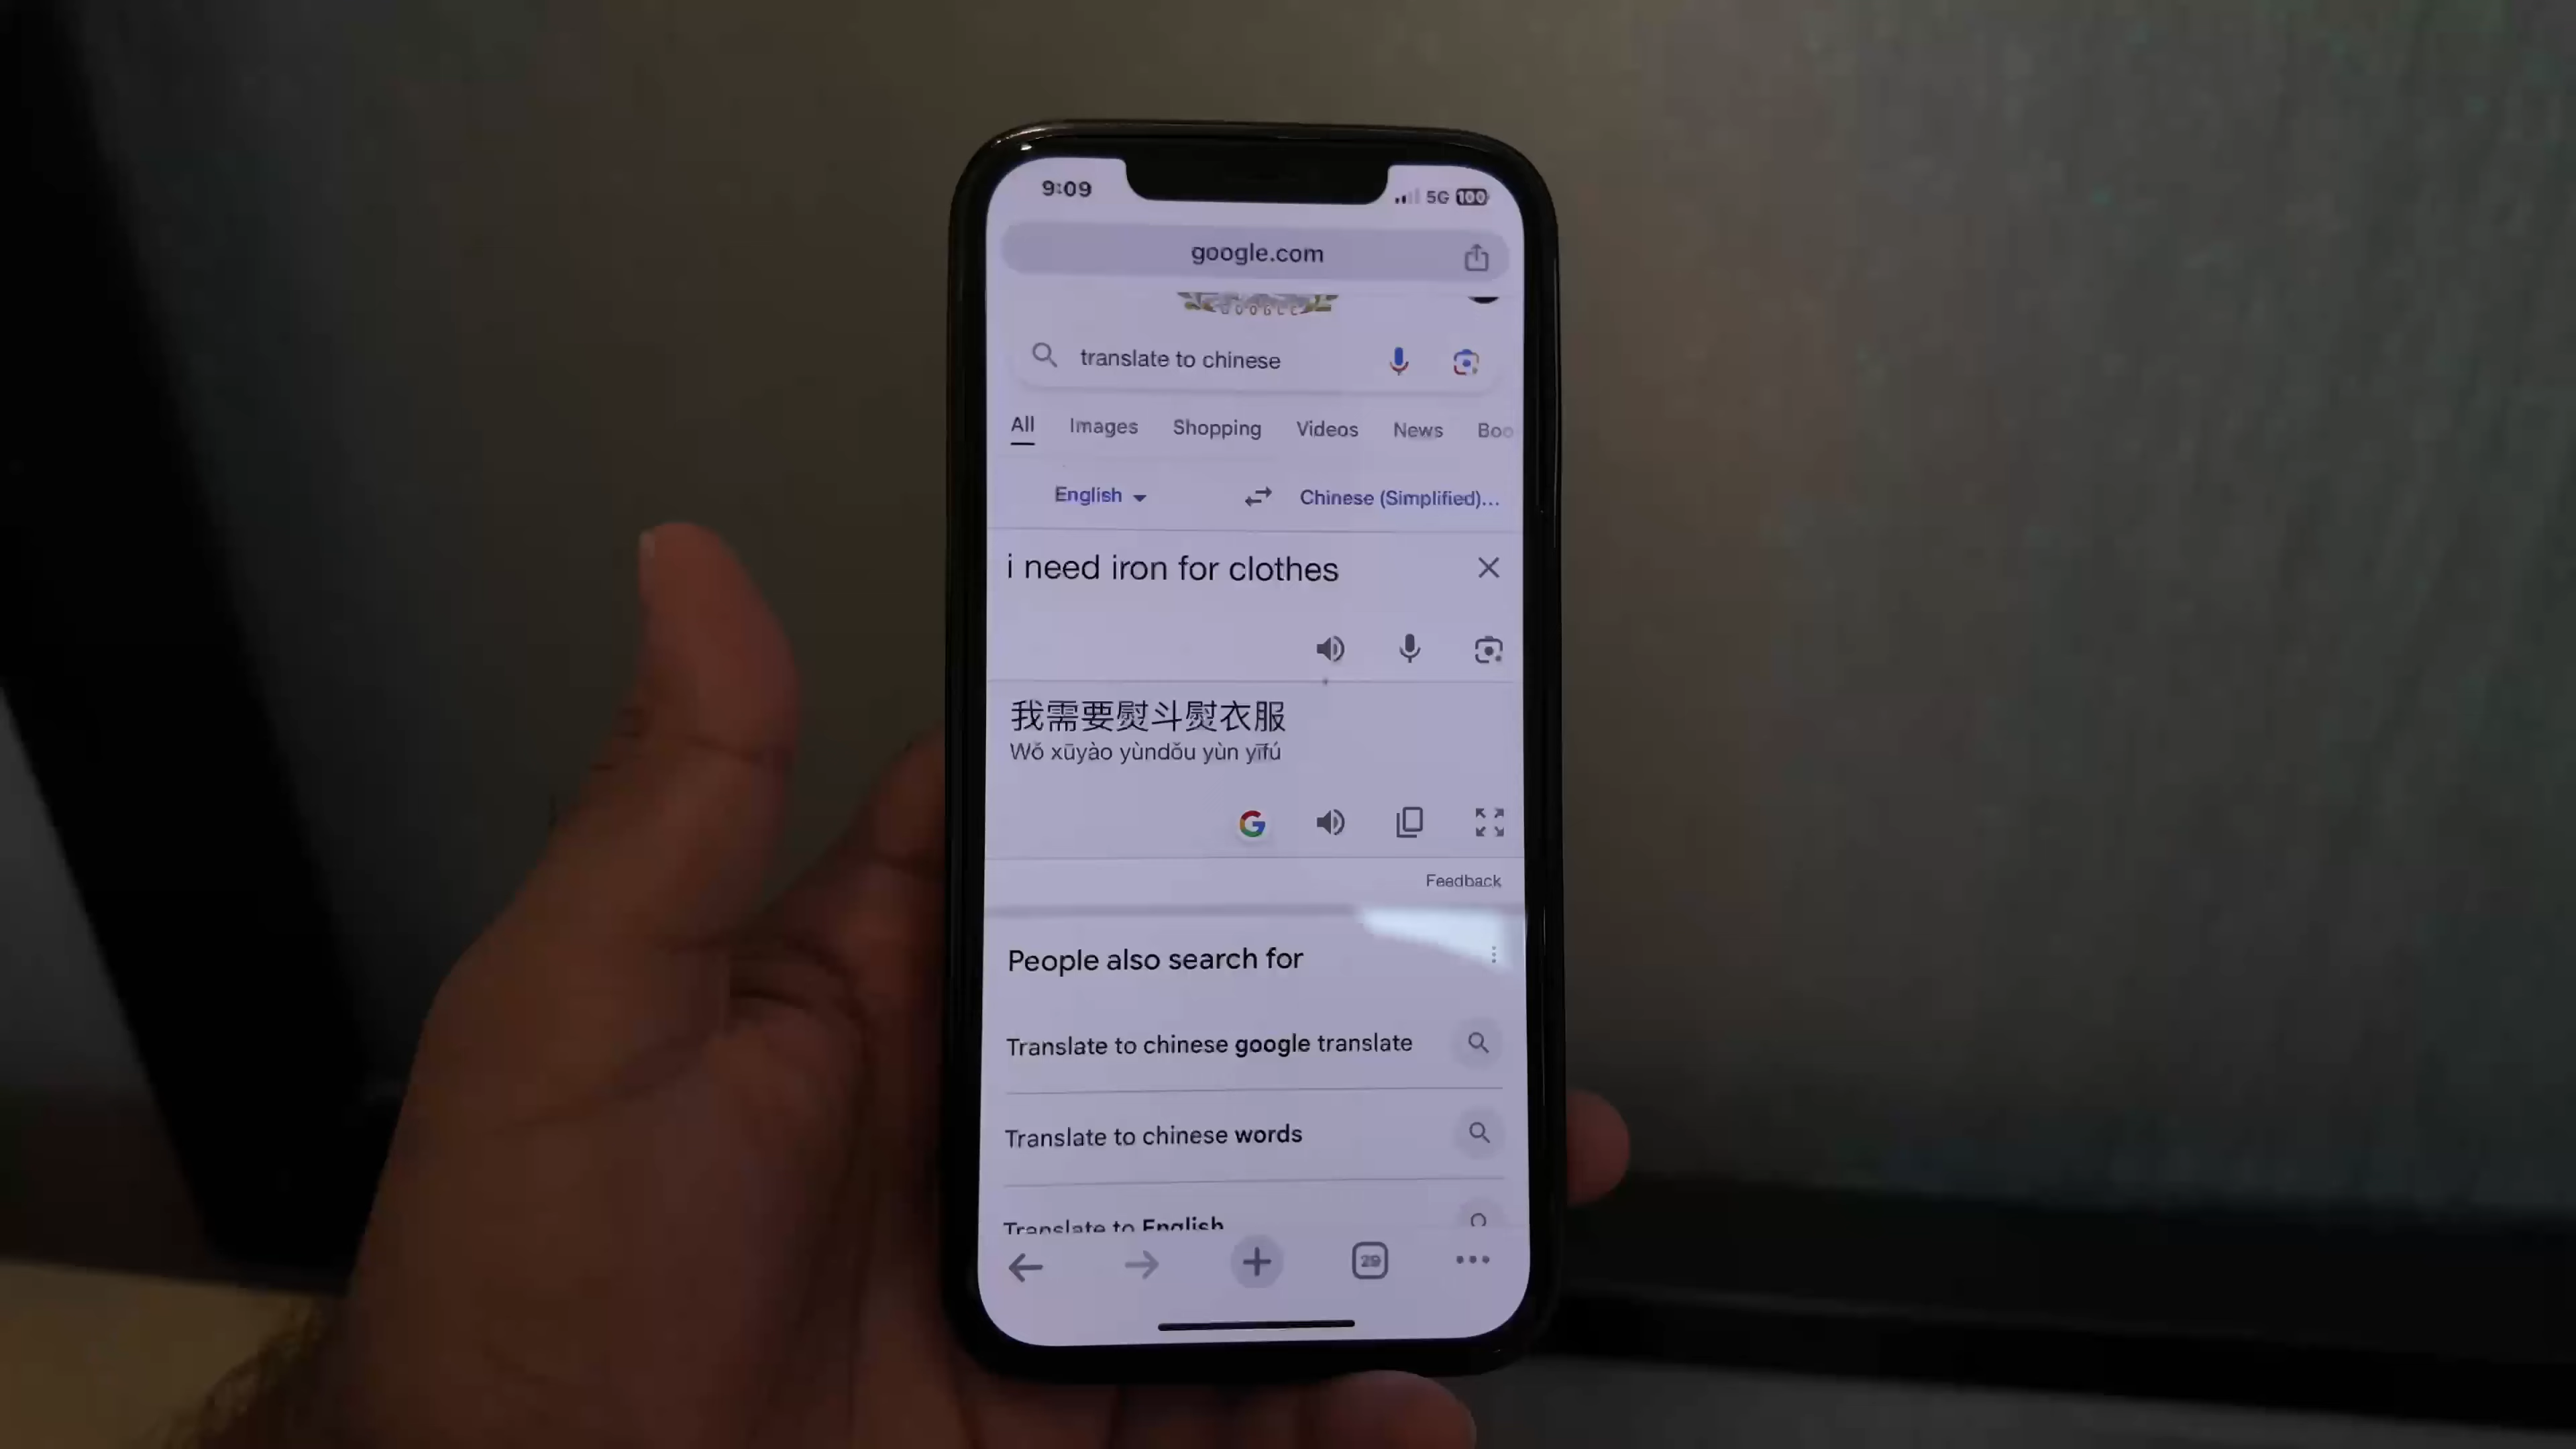 9:09
5G 100
google.com
GOOGLE
translate to chinese
All Images Shopping Videos News Boo
English Chinese (Simplified)...
i need iron for clothes
我需要熨斗熨衣服
Wǒ xūyào yùndǒu yùn yīfú
G
Feedback
People also search for
Translate to chinese google translate
Translate to chinese words
Translate to English
29